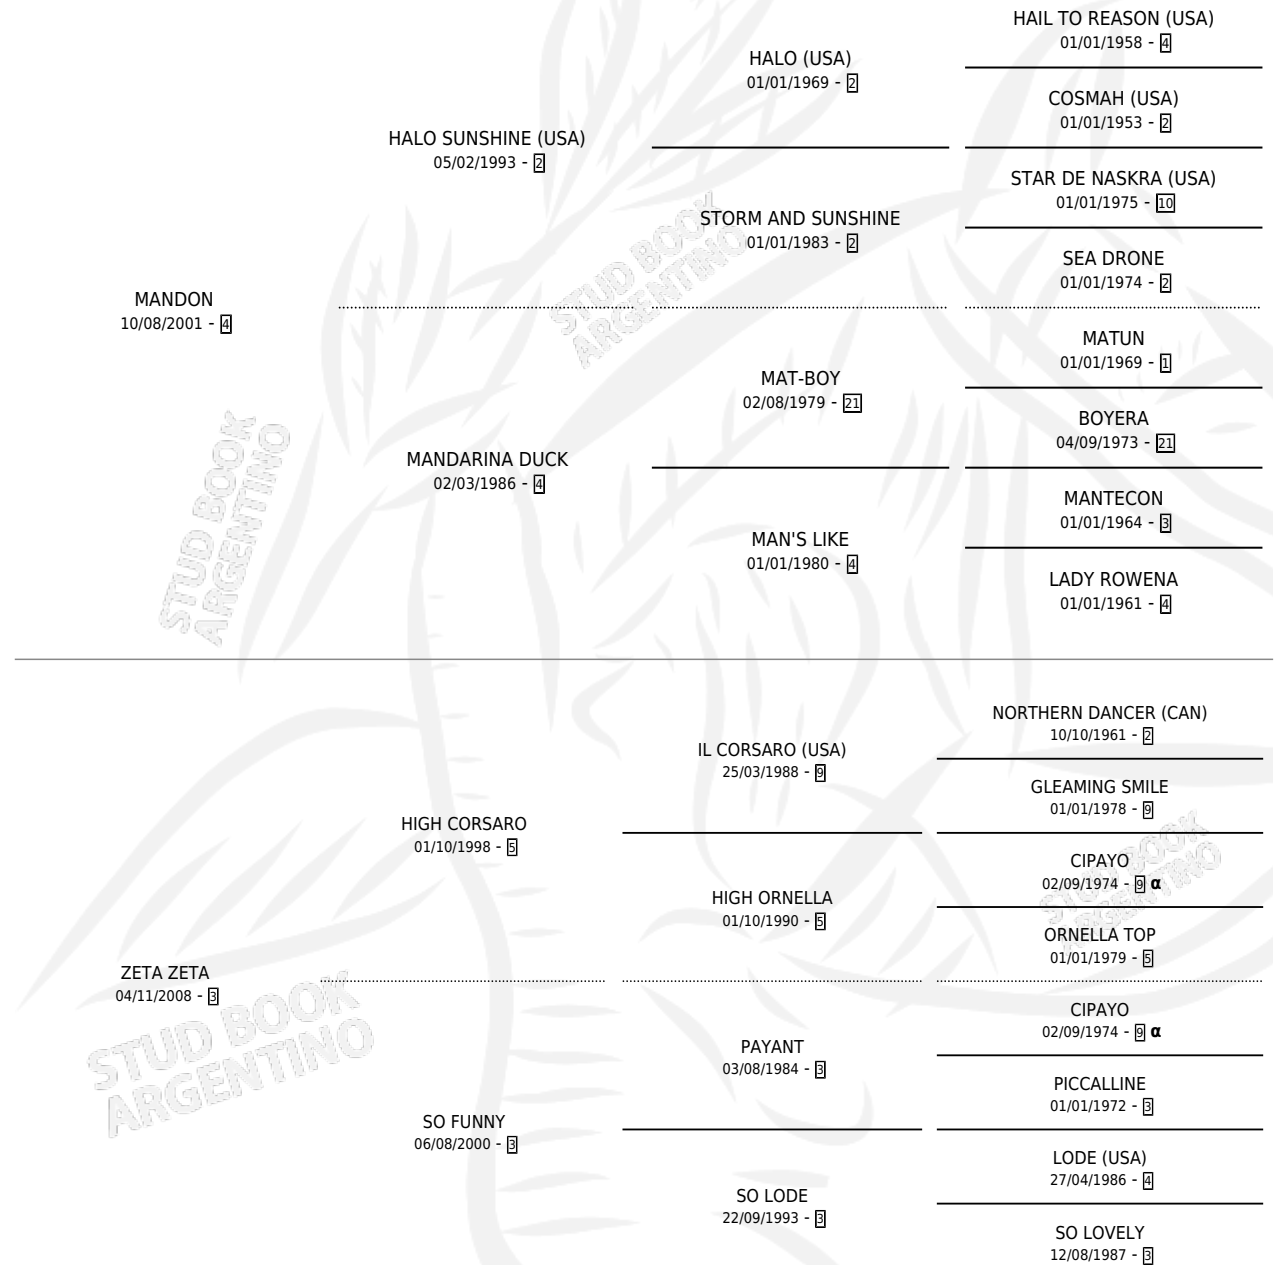 HAIL TO REASON (USA)
01/01/1958 - 4
HALO (USA)
01/01/1969 - 2
COSMAH (USA)
01/01/1953 - 2
HALO SUNSHINE (USA)
05/02/1993 - 2
STAR DE NASKRA (USA)
01/01/1975 - 10
STORM AND SUNSHINE
01/01/1983 - 2
SEA DRONE
01/01/1974 - 2
MANDON
10/08/2001 - 4
MATUN
01/01/1969 - 1
MAT-BOY
02/08/1979 - 21
BOYERA
04/09/1973 - 21
MANDARINA DUCK
02/03/1986 - 4
MANTECON
01/01/1964 - 3
MAN'S LIKE
01/01/1980 - 4
LADY ROWENA
01/01/1961 - 4
NORTHERN DANCER (CAN)
10/10/1961 - 2
IL CORSARO (USA)
25/03/1988 - 9
GLEAMING SMILE
01/01/1978 - 9
HIGH CORSARO
01/10/1998 - 5
CIPAYO
02/09/1974 - 9 α
HIGH ORNELLA
01/10/1990 - 5
ORNELLA TOP
01/01/1979 - 5
ZETA ZETA
04/11/2008 - 3
CIPAYO
02/09/1974 - 9 α
PAYANT
03/08/1984 - 3
PICCALLINE
01/01/1972 - 3
SO FUNNY
06/08/2000 - 3
LODE (USA)
27/04/1986 - 4
SO LODE
22/09/1993 - 3
SO LOVELY
12/08/1987 - 3
STUD BOOK
ARGENTINO
STUD BOOK
ARGENTINO
STUD BOOK
ARGENTINO
STUD BOOK
ARGENTINO